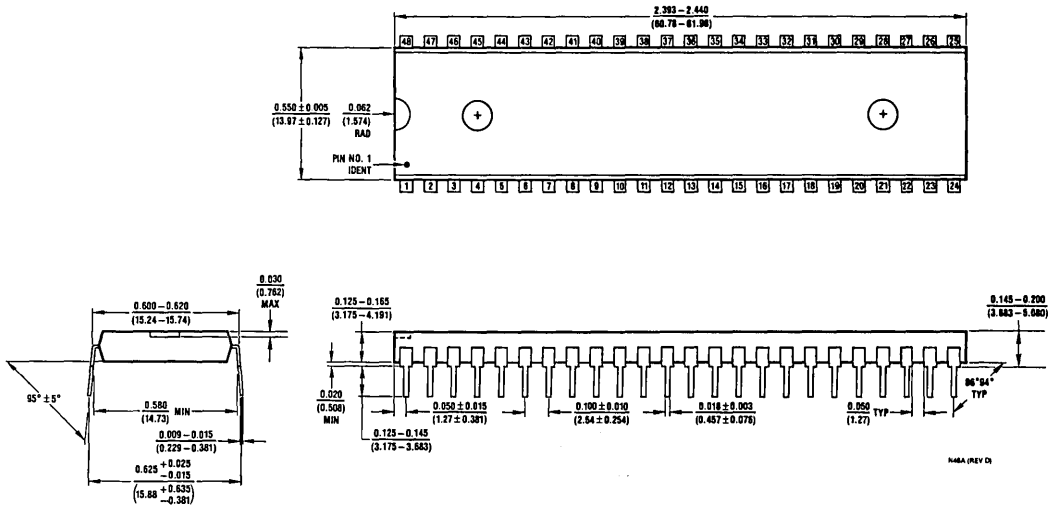 2.393 – 2.440
(60.78 – 61.98)
48 47 46 45 44 43 42 41 40 39 38 37 36 35 34 33 32 31 30 29 28 27 26 25
0.550 ± 0.005
(13.97 ± 0.127)
0.062
(1.574)
RAD
PIN NO. 1
IDENT
1 2 3 4 5 6 7 8 9 10 11 12 13 14 15 16 17 18 19 20 21 22 23 24
0.030
(0.762)
MAX
0.600 – 0.620
(15.24 – 15.74)
95° ± 5°
0.580 MIN
(14.73)
0.009 – 0.015
(0.229 – 0.381)
0.625 +0.025 −0.015
(15.88 +0.635 −0.381)
0.125 – 0.165
(3.175 – 4.191)
0.145 – 0.200
(3.683 – 5.080)
0.020
(0.508)
MIN
0.050 ± 0.015
(1.27 ± 0.381)
0.100 ± 0.010
(2.54 ± 0.254)
0.018 ± 0.003
(0.457 ± 0.076)
0.050 TYP
(1.27)
86°94°
TYP
0.125 – 0.145
(3.175 – 3.683)
N48A (REV D)